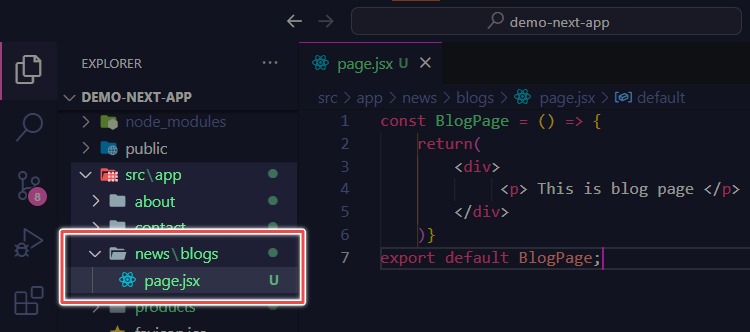 demo-next-app
EXPLORER ...
page.jsx U
DEMO-NEXT-APP
src > app > news > blogs > page.jsx > default
node_modules
public
src\app
about
contact
news\blogs
page.jsx U
products
favicon.ico
8
1 const BlogPage = () => {
2 return(
3 <div>
4 <p> This is blog page </p>
5 </div>
6 )}
7 export default BlogPage;